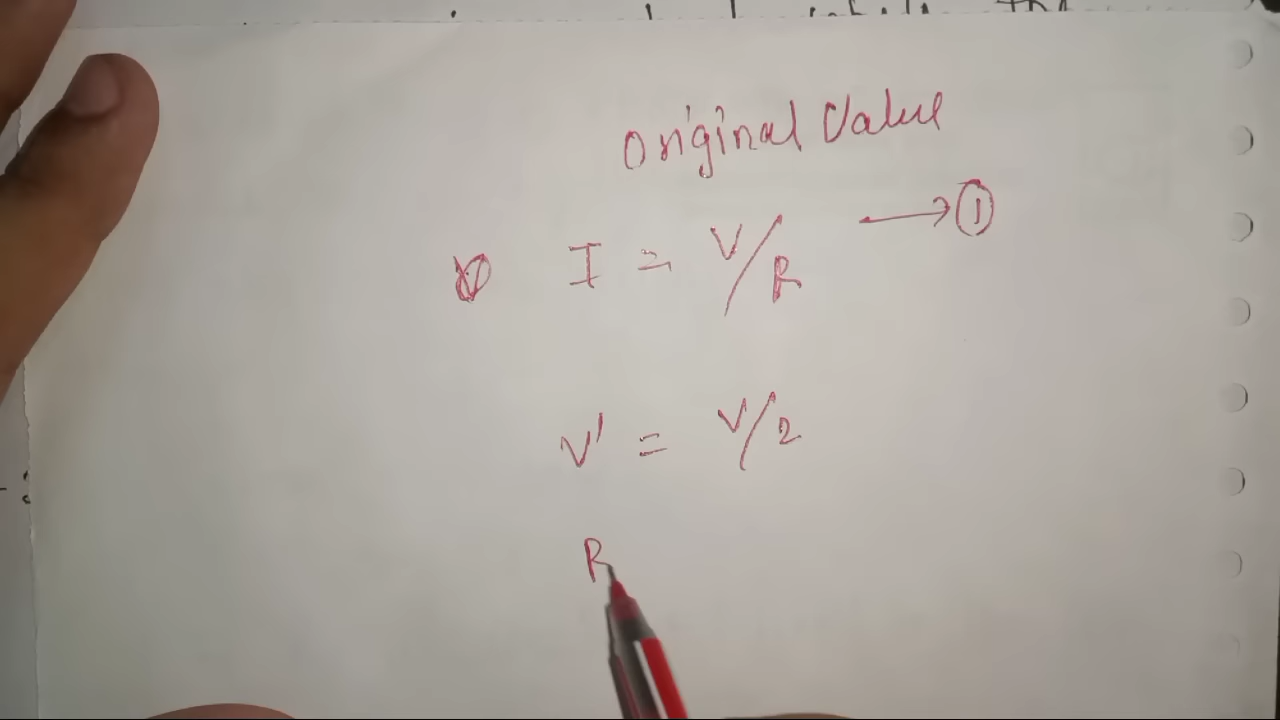 Original Value
I = V/R → ①
V' = V/2
R